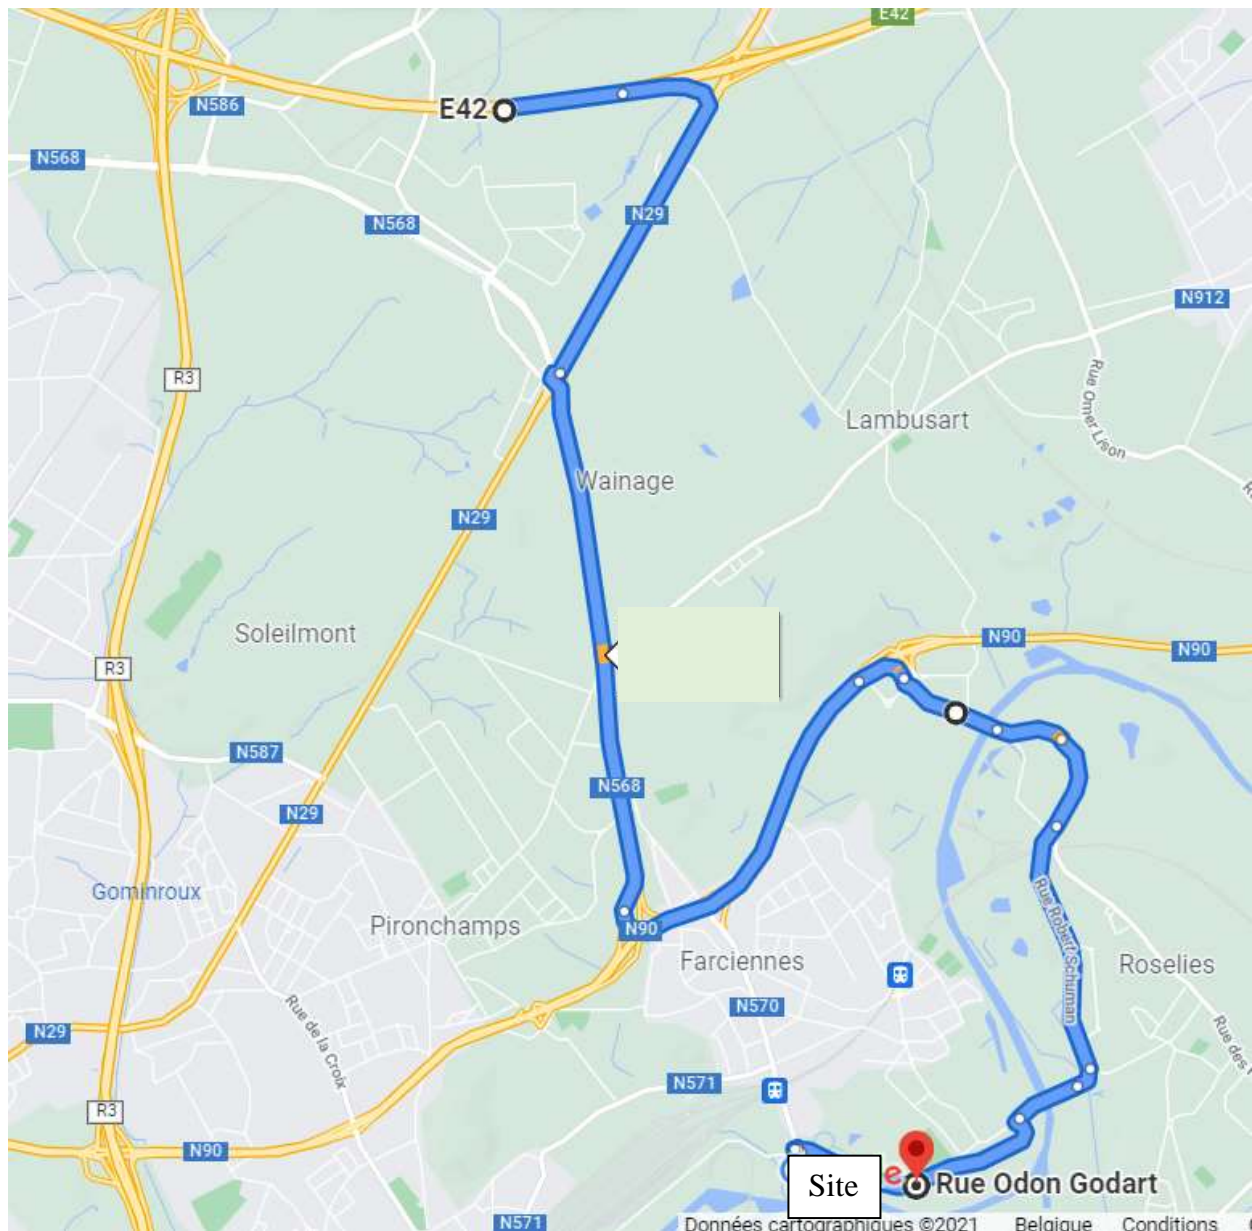 E42
N586
E42
N568
N568
N29
N912
R3
Rue Omer Lison
Lambusart
Wainage
N29
Soleilmont
N90
N90
R3
N587
N568
N29
Gominroux
Pironchamps
N90
Rue Robert Schuman
Farciennes
Roselies
N570
N29
Rue de la Croix
Rue des
N571
R3
N90
Site
Rue Odon Godart
N571
Données cartographiques ©2021 Belgique Conditions